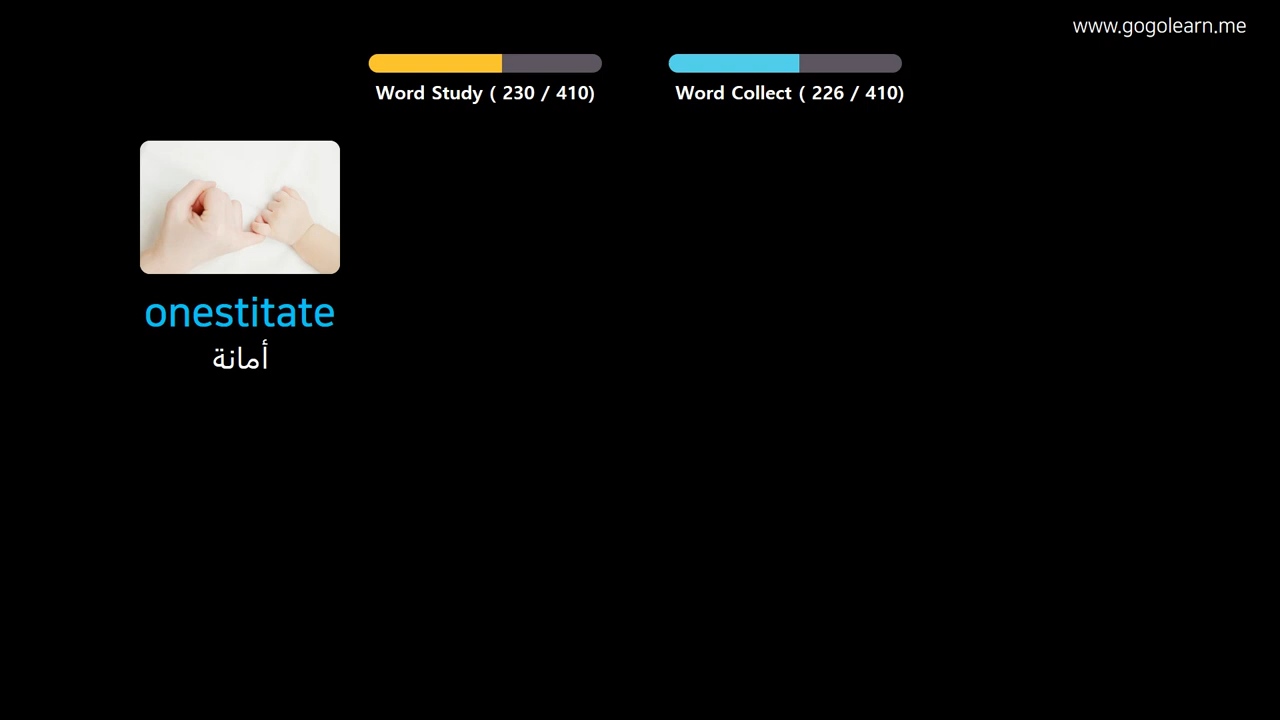 www.gogolearn.me
Word Study ( 230 / 410)
Word Collect ( 226 / 410)
onestitate
أمانة